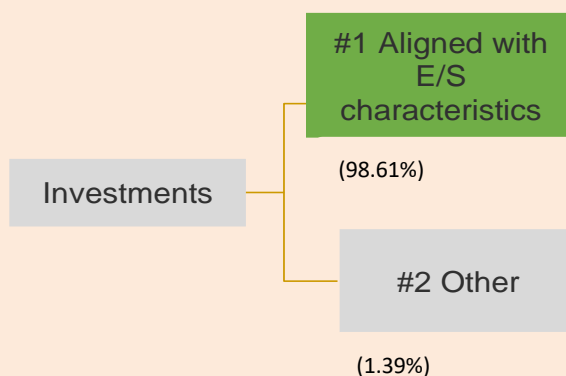 #1 Aligned with
E/S
characteristics
(98.61%)
Investments
#2 Other
(1.39%)